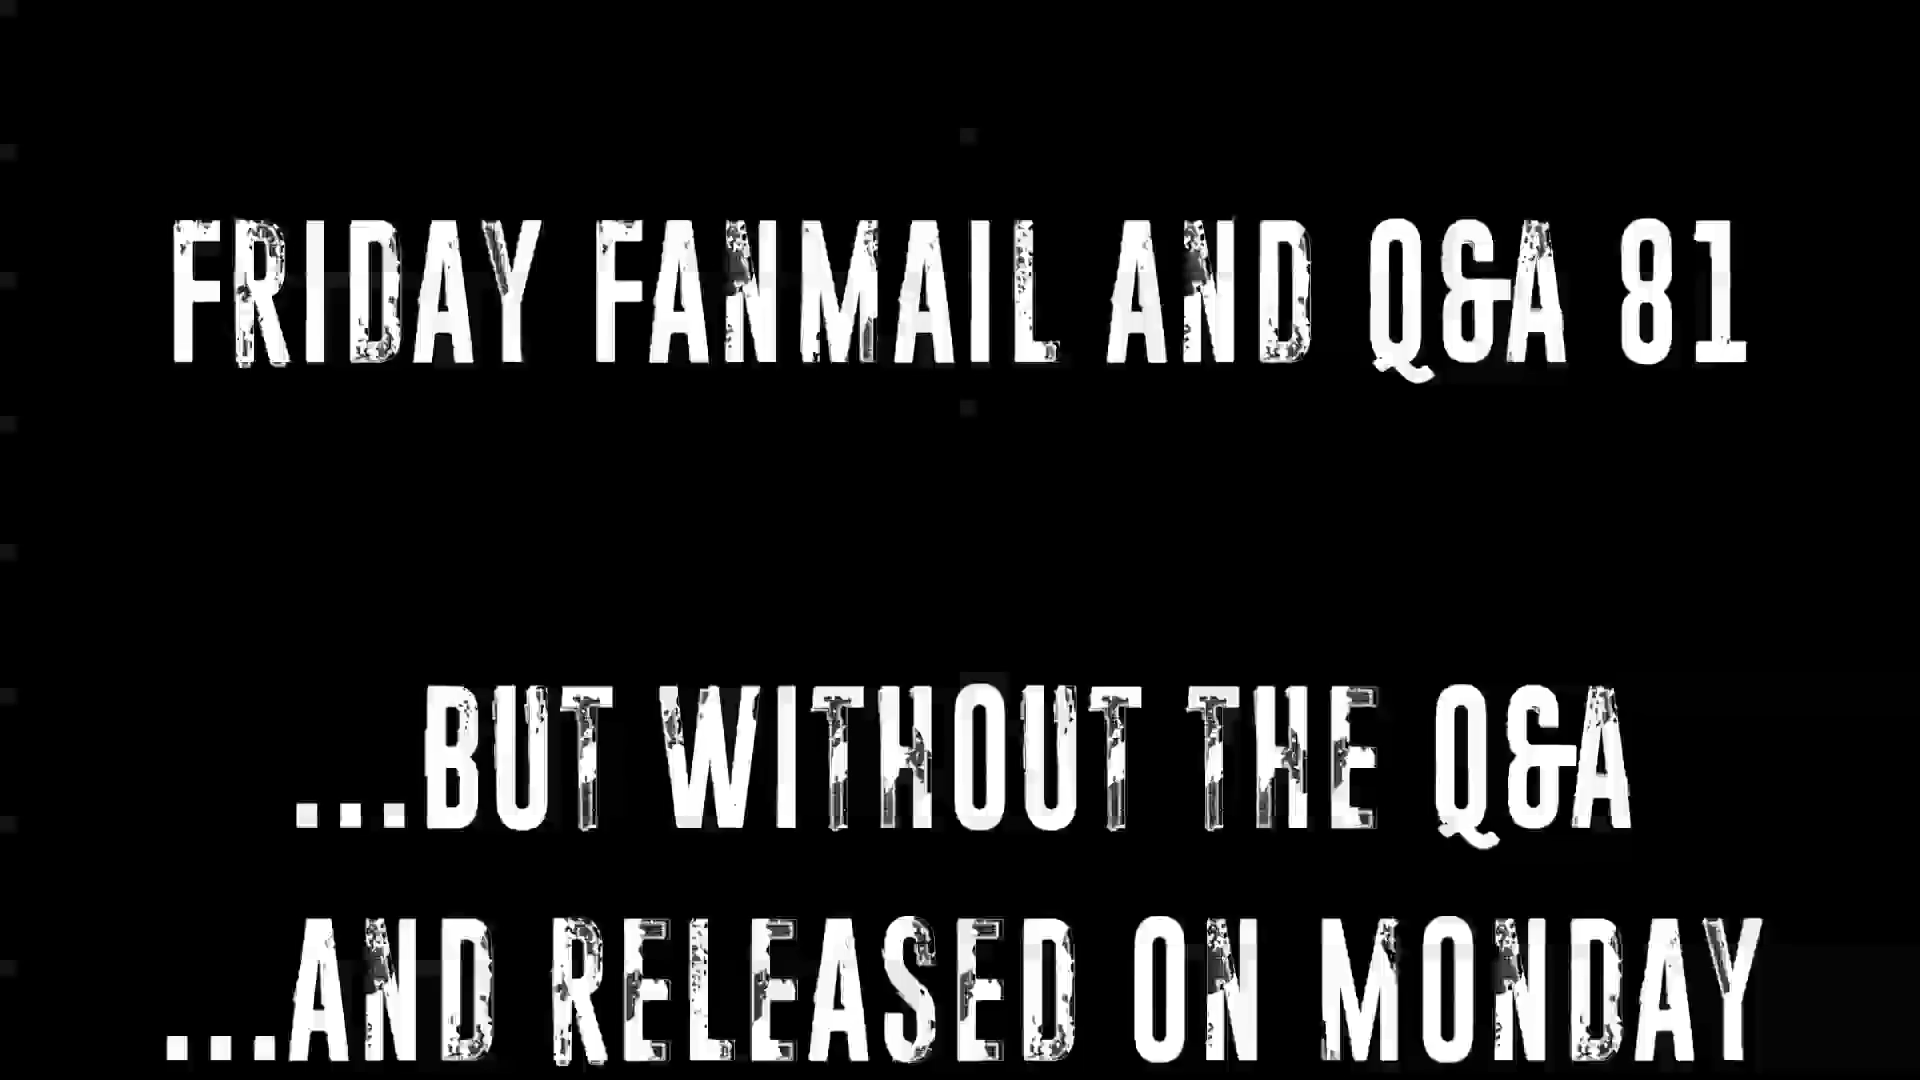 FRIDAY FANMAIL AND Q&A 81
...BUT WITHOUT THE Q&A
...AND RELEASED ON MONDAY